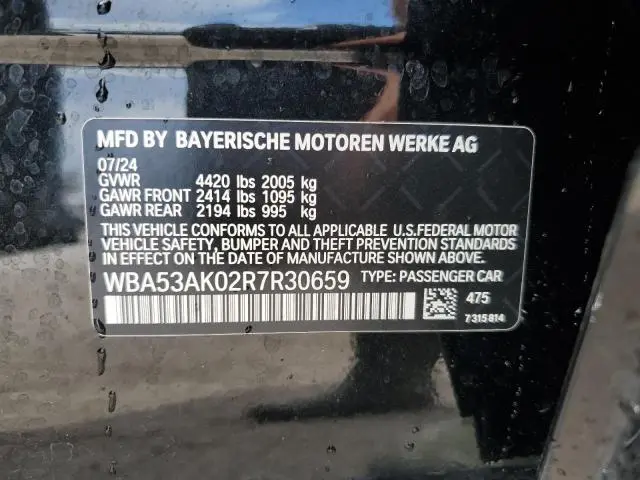 MFD BY BAYERISCHE MOTOREN WERKE AG
07/24
GVWR 4420 lbs 2005 kg
GAWR FRONT 2414 lbs 1095 kg
GAWR REAR 2194 lbs 995 kg
THIS VEHICLE CONFORMS TO ALL APPLICABLE U.S.FEDERAL MOTOR
VEHICLE SAFETY, BUMPER AND THEFT PREVENTION STANDARDS
IN EFFECT ON THE DATE OF MANUFACTURE SHOWN ABOVE.
WBA53AK02R7R30659 TYPE: PASSENGER CAR
475
7315814